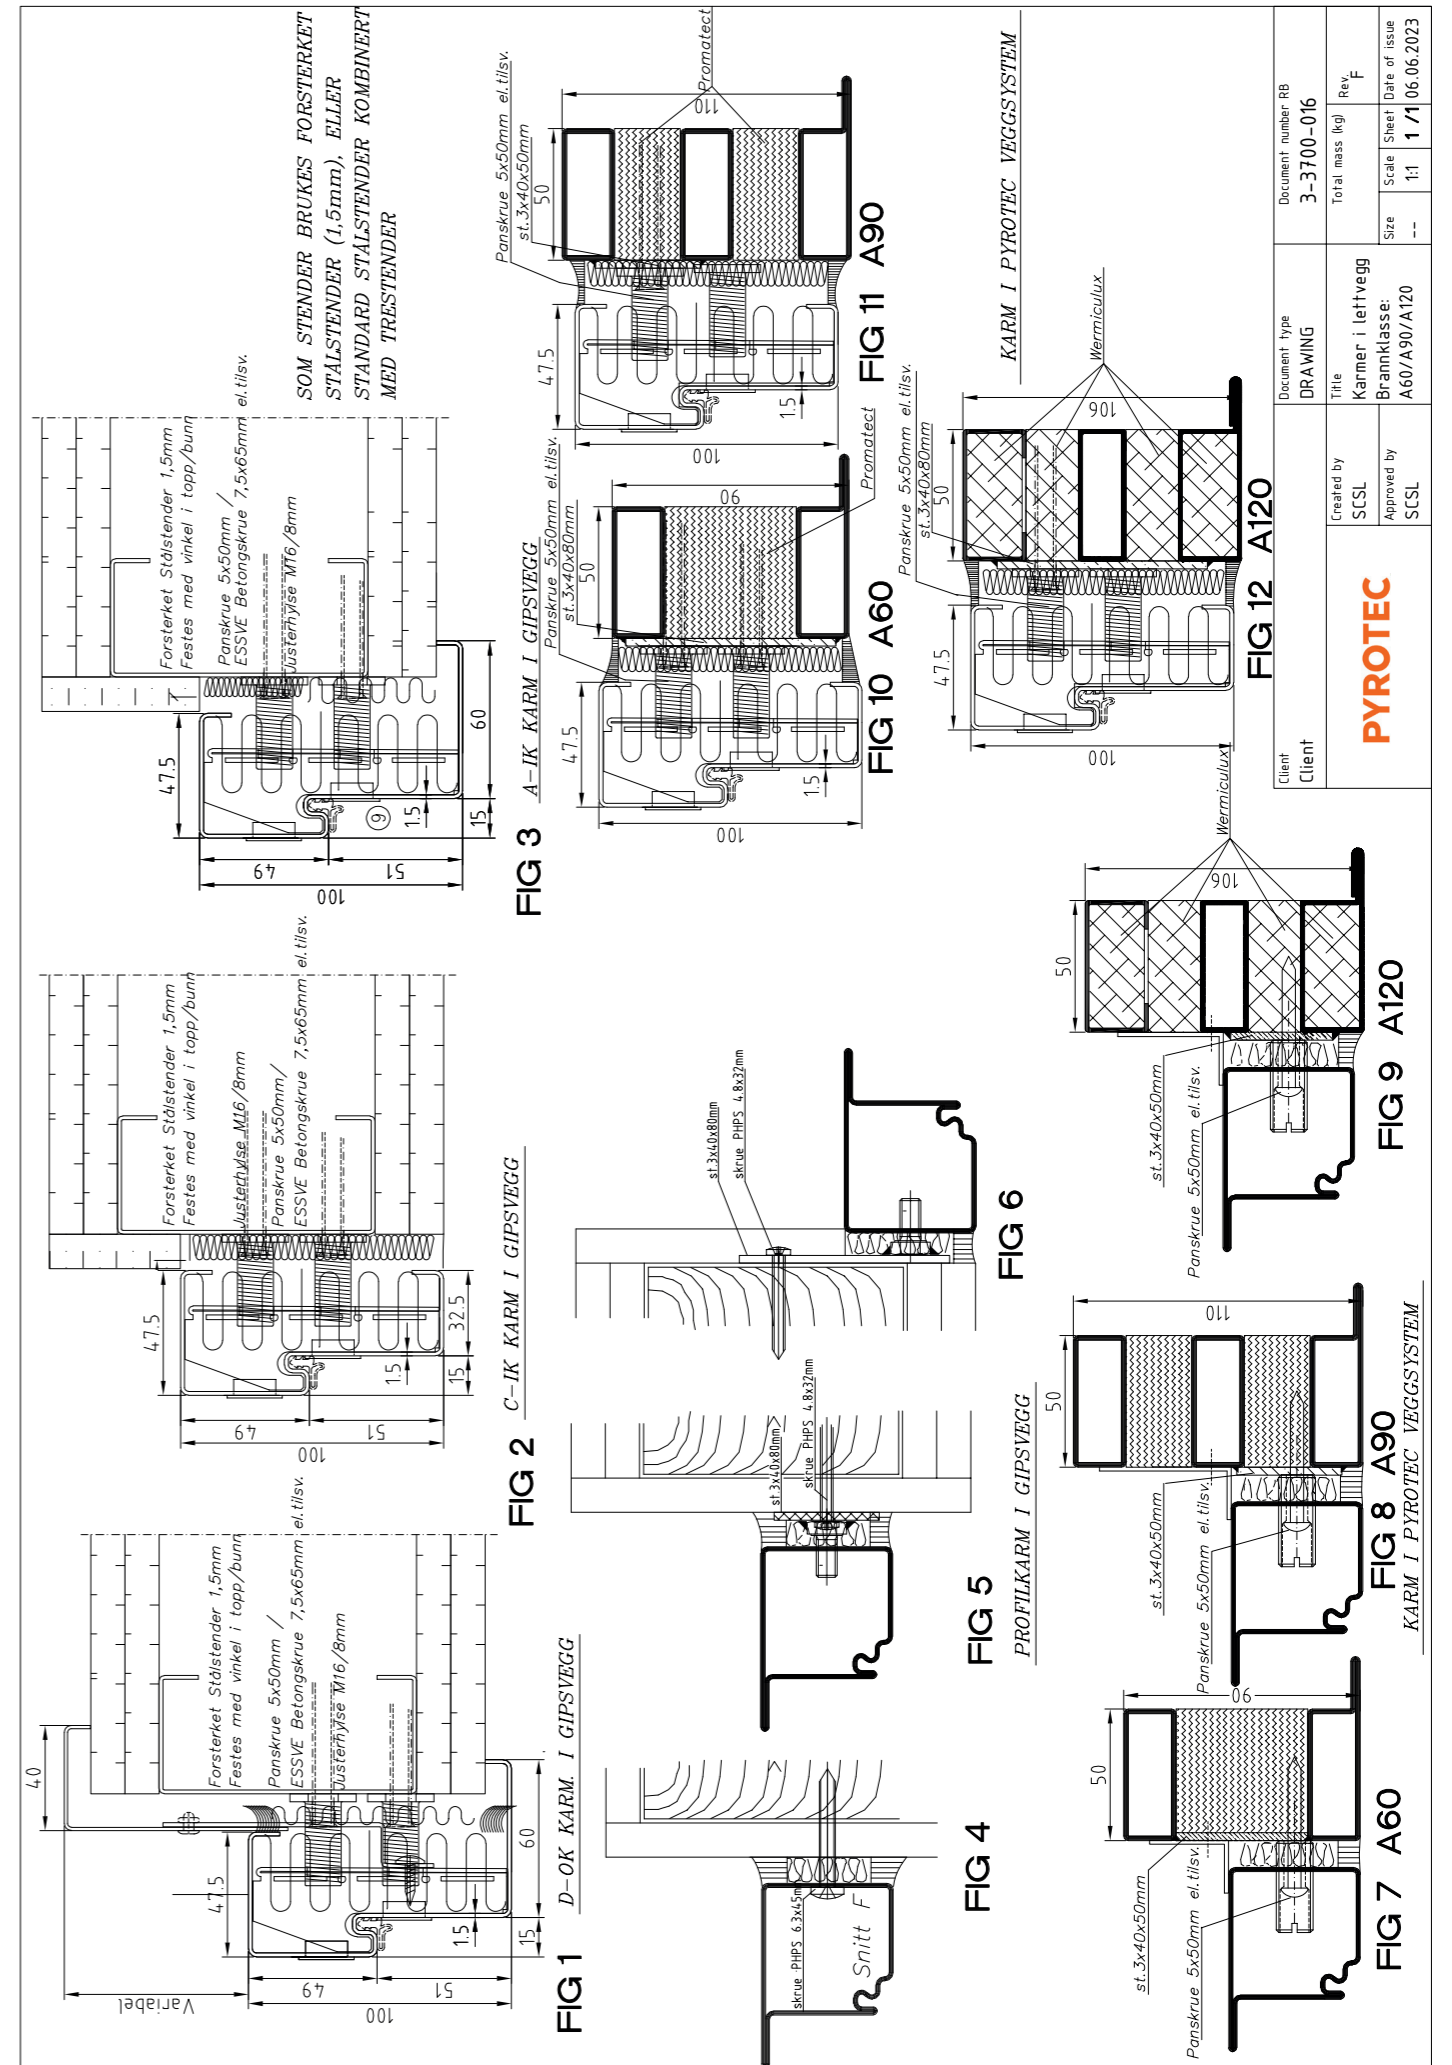 SOM STENDER BRUKES FORSTERKET
STÅLSTENDER (1,5mm), ELLER
STANDARD STÅLSTENDER KOMBINERT
MED TRESTENDER
Variabel
40
47.5
Forsterket Stålstender 1,5mm
Festes med vinkel i topp/bunn
Panskrue 5x50mm /
ESSVE Betongskrue 7,5x65mm el.tilsv.
Justerhylse M16/8mm
49
51
100
1.5
15
60
FIG 1
D-OK KARM. I GIPSVEGG
47.5
Forsterket Stålstender 1,5mm
Festes med vinkel i topp/bunn
Justerhylse M16/8mm
Panskrue 5x50mm/
ESSVE Betongskrue 7,5x65mm el.tilsv.
49
51
100
1.5
15
32.5
FIG 2
C-IK KARM I GIPSVEGG
47.5
Forsterket Stålstender 1,5mm
Festes med vinkel i topp/bunn
Panskrue 5x50mm /
ESSVE Betongskrue 7,5x65mm el.tilsv.
Justerhylse M16/8mm
9
49
51
100
1.5
15
60
FIG 3
A-IK KARM I GIPSVEGG
skrue PHPS 6.3x45m
Snitt F
FIG 4
st.3x40x80mm
skrue PHPS 4.8x32mm
FIG 5
PROFILKARM I GIPSVEGG
st.3x40x80mm
skrue PHPS 4.8x32mm
FIG 6
st.3x40x50mm
Panskrue 5x50mm el.tilsv.
50
90
FIG 7 A60
st.3x40x50mm
Panskrue 5x50mm el.tilsv.
50
110
FIG 8 A90
KARM I PYROTEC VEGGSYSTEM
st.3x40x50mm
Panskrue 5x50mm el.tilsv.
50
106
Wermiculux
FIG 9 A120
Panskrue 5x50mm el.tilsv.
st.3x40x80mm
50
47.5
90
100
1.5
Promatect
FIG 10 A60
Panskrue 5x50mm el.tilsv.
st.3x40x50mm
50
47.5
110
100
1.5
Promatect
FIG 11 A90
Panskrue 5x50mm el.tilsv.
st.3x40x80mm
50
47.5
106
100
1.5
Wermiculux
FIG 12 A120
KARM I PYROTEC VEGGSYSTEM
Client
Client
PYROTEC
Created by
SCSL
Approved by
SCSL
Document type
DRAWING
Title
Karmer i lettvegg
Brannklasse:
A60/A90/A120
Document number RB
3-3700-016
Total mass (kg)
Rev.
F
Size
--
Scale
1:1
Sheet
1 /1
Date of issue
06.06.2023